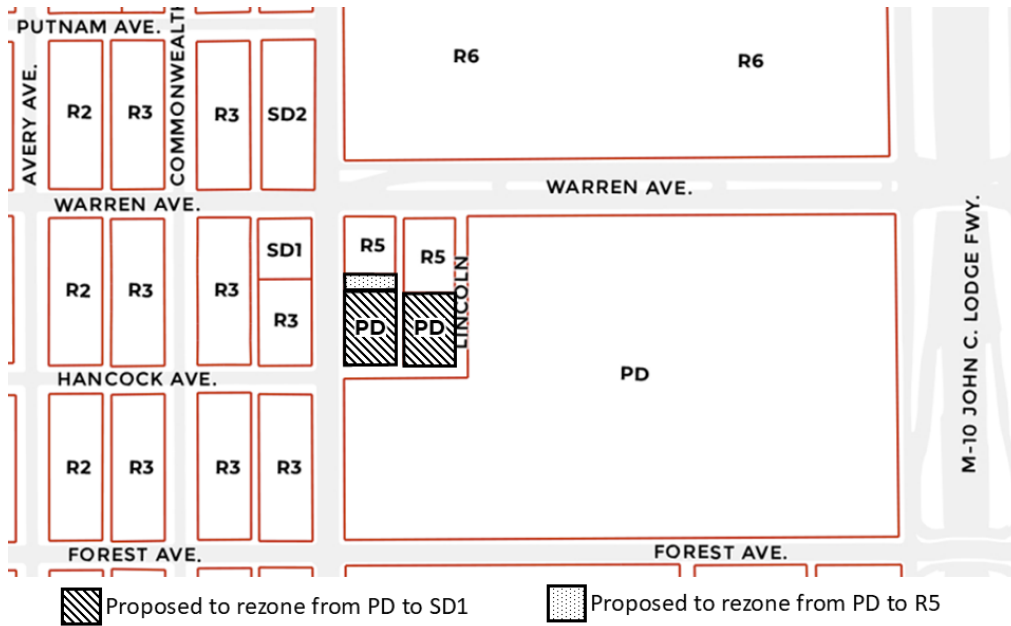 PUTNAM AVE.
COMMONWEALTH
AVERY AVE.
R6
R6
R2
R3
R3
SD2
WARREN AVE.
WARREN AVE.
R2
R3
R3
SD1
R3
R5
R5
LINCOLN
PD
PD
PD
M-10 JOHN C. LODGE FWY.
HANCOCK AVE.
R2
R3
R3
R3
FOREST AVE.
FOREST AVE.
Proposed to rezone from PD to SD1
Proposed to rezone from PD to R5